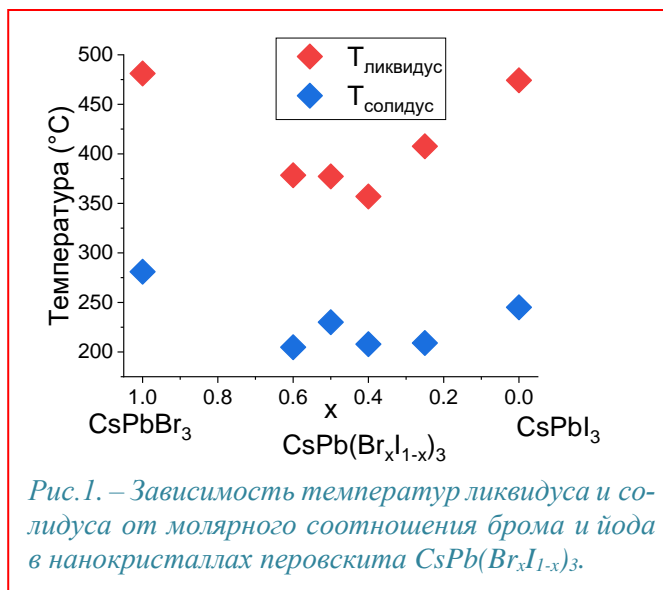 500
450
400
350
300
250
200
Температура (°C)
Tликвидус
Tсолидус
1.0 0.8 0.6 0.4 0.2 0.0
x
CsPbBr3
CsPb(BrxI1-x)3
CsPbI3
Рис.1. – Зависимость температур ликвидуса и со-
лидуса от молярного соотношения брома и йода
в нанокристаллах перовскита CsPb(BrxI1-x)3.